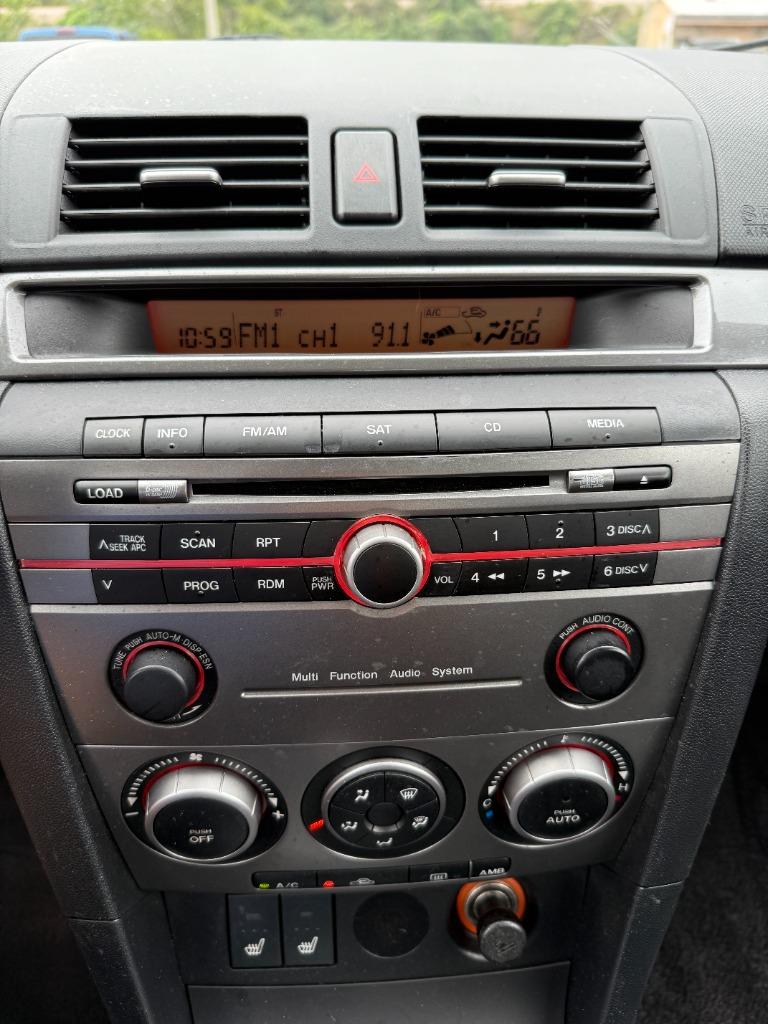 10:59 FM1 ST CH1 91.1 A/C 66
CLOCK INFO FM/AM SAT CD MEDIA
LOAD
TRACK SEEK APC SCAN RPT 1 2 3 DISC
PROG RDM PUSH PWR VOL 4 5 6 DISC
TUNE PUSH AUTO-M DISP·ESN
PUSH AUDIO CONT
Multi Function Audio System
PUSH OFF
C F H
PUSH AUTO
A/C AMB